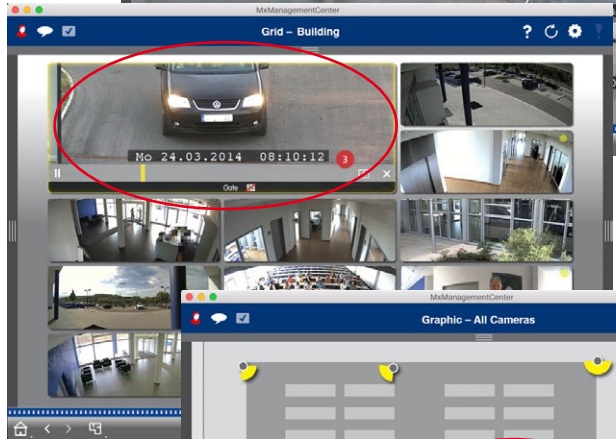 MxManagementCenter
Grid – Building
?
Mo 24.03.2014 08:10:12
3
Gate
MxManagementCenter
Graphic – All Cameras